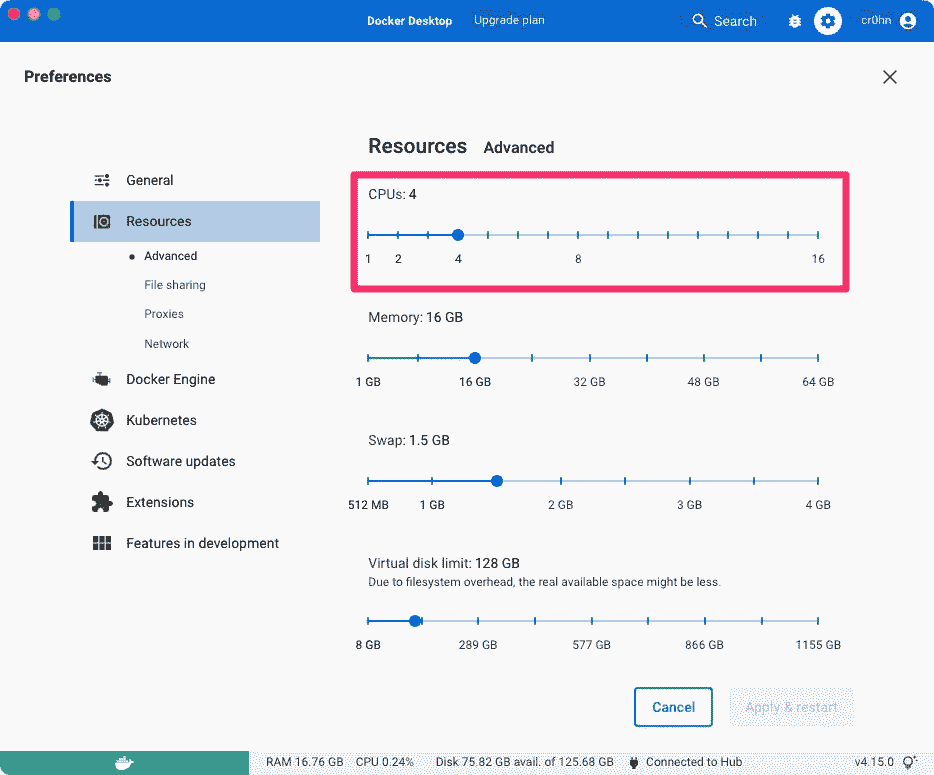 Docker Desktop Upgrade plan Search cr0hn
Preferences
Resources Advanced
General
Resources
Advanced
File sharing
Proxies
Network
Docker Engine
Kubernetes
Software updates
Extensions
Features in development
CPUs: 4
1 2 4 8 16
Memory: 16 GB
1 GB 16 GB 32 GB 48 GB 64 GB
Swap: 1.5 GB
512 MB 1 GB 2 GB 3 GB 4 GB
Virtual disk limit: 128 GB
Due to filesystem overhead, the real available space might be less.
8 GB 289 GB 577 GB 866 GB 1155 GB
Cancel Apply & restart
RAM 16.76 GB CPU 0.24% Disk 75.82 GB avail. of 125.68 GB Connected to Hub v4.15.0